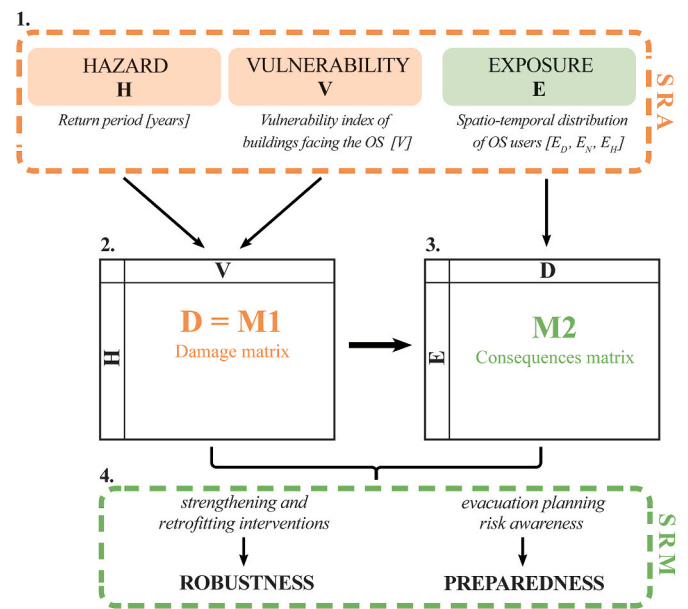 1.
HAZARD
H
Return period [years]
VULNERABILITY
V
Vulnerability index of
buildings facing the OS [V]
EXPOSURE
E
Spatio-temporal distribution
of OS users [E_D, E_N, E_H]
SRA
2.
V
H
D = M1
Damage matrix
3.
D
E
M2
Consequences matrix
4.
strengthening and
retrofitting interventions
ROBUSTNESS
evacuation planning
risk awareness
PREPAREDNESS
SRM